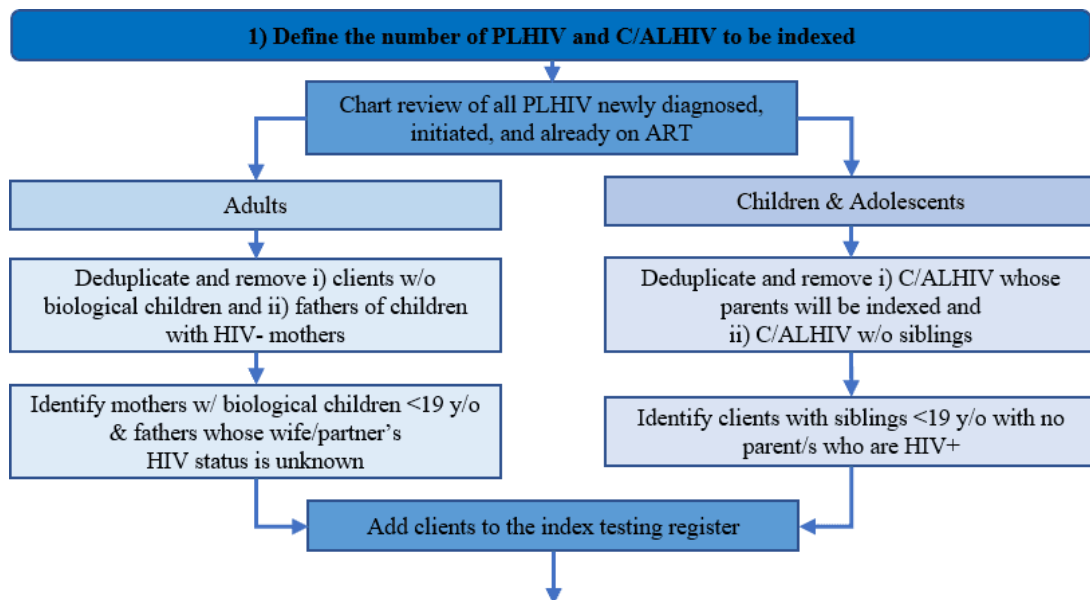 1) Define the number of PLHIV and C/ALHIV to be indexed
Chart review of all PLHIV newly diagnosed,
initiated, and already on ART
Adults
Children & Adolescents
Deduplicate and remove i) clients w/o
biological children and ii) fathers of children
with HIV- mothers
Deduplicate and remove i) C/ALHIV whose
parents will be indexed and
ii) C/ALHIV w/o siblings
Identify mothers w/ biological children <19 y/o
& fathers whose wife/partner’s
HIV status is unknown
Identify clients with siblings <19 y/o with no
parent/s who are HIV+
Add clients to the index testing register